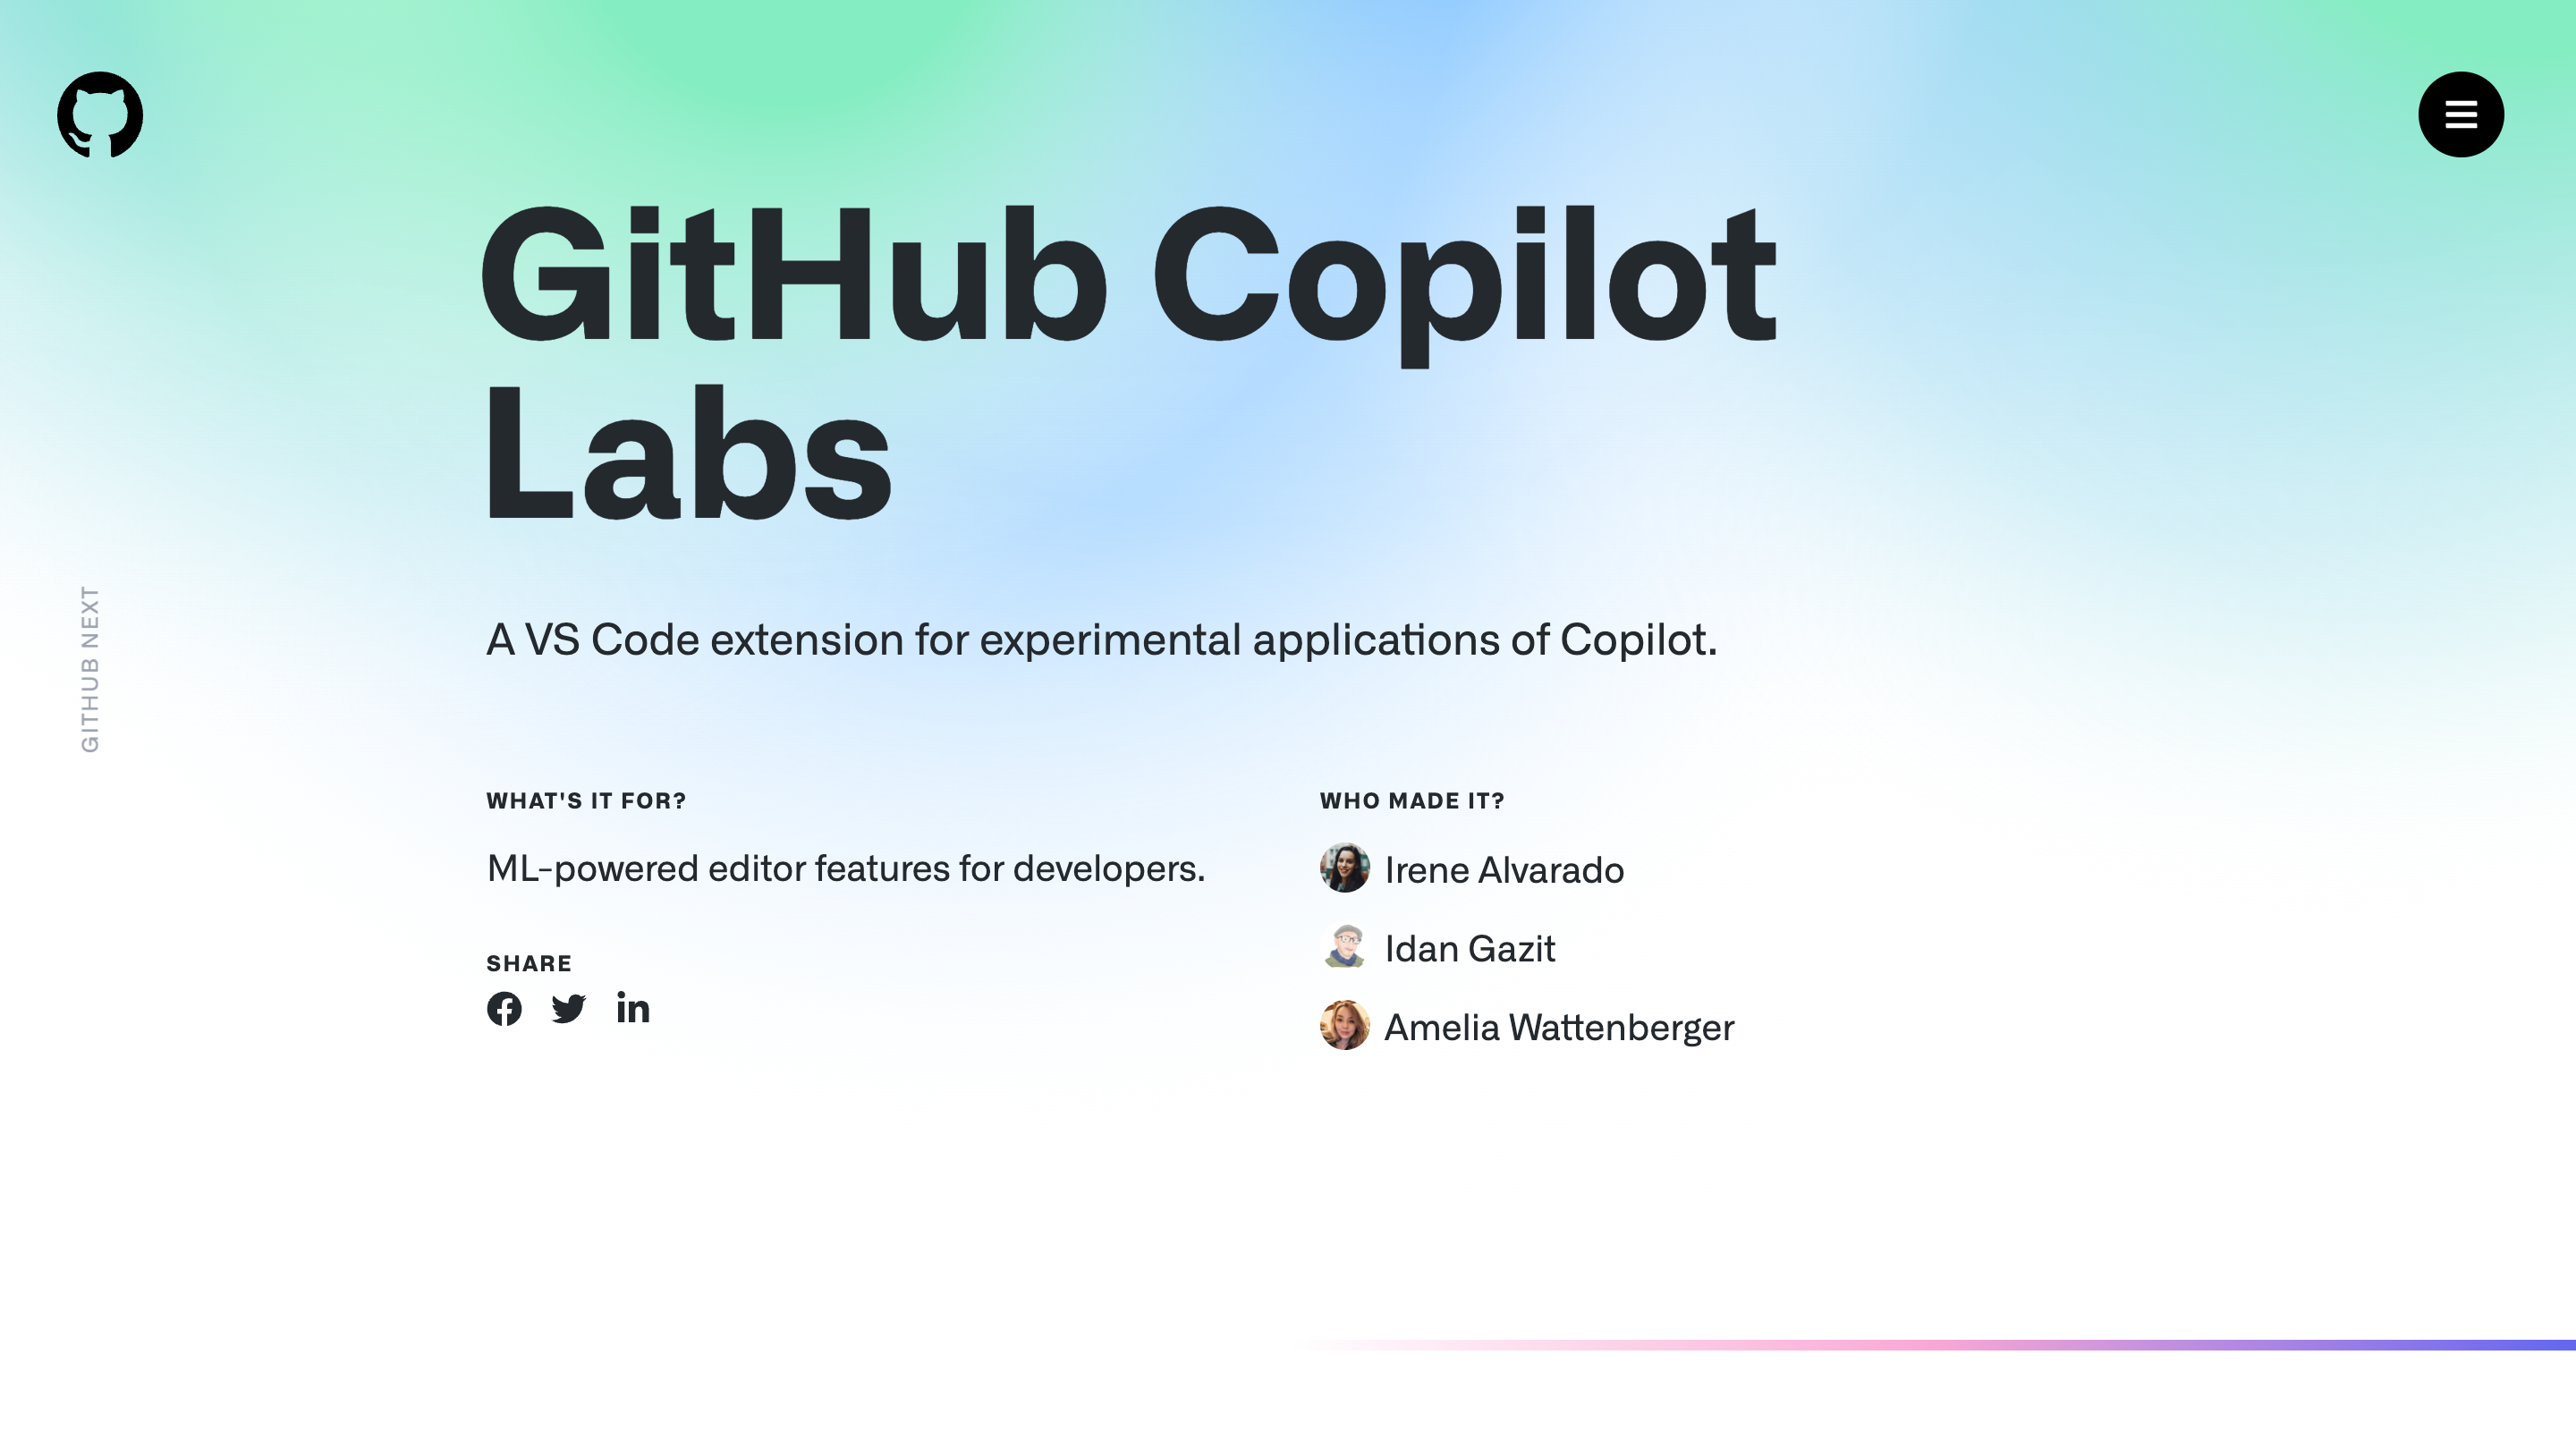 GitHub Copilot
Labs
A VS Code extension for experimental applications of Copilot.
GITHUB NEXT
WHAT'S IT FOR?
ML-powered editor features for developers.
SHARE
WHO MADE IT?
Irene Alvarado
Idan Gazit
Amelia Wattenberger